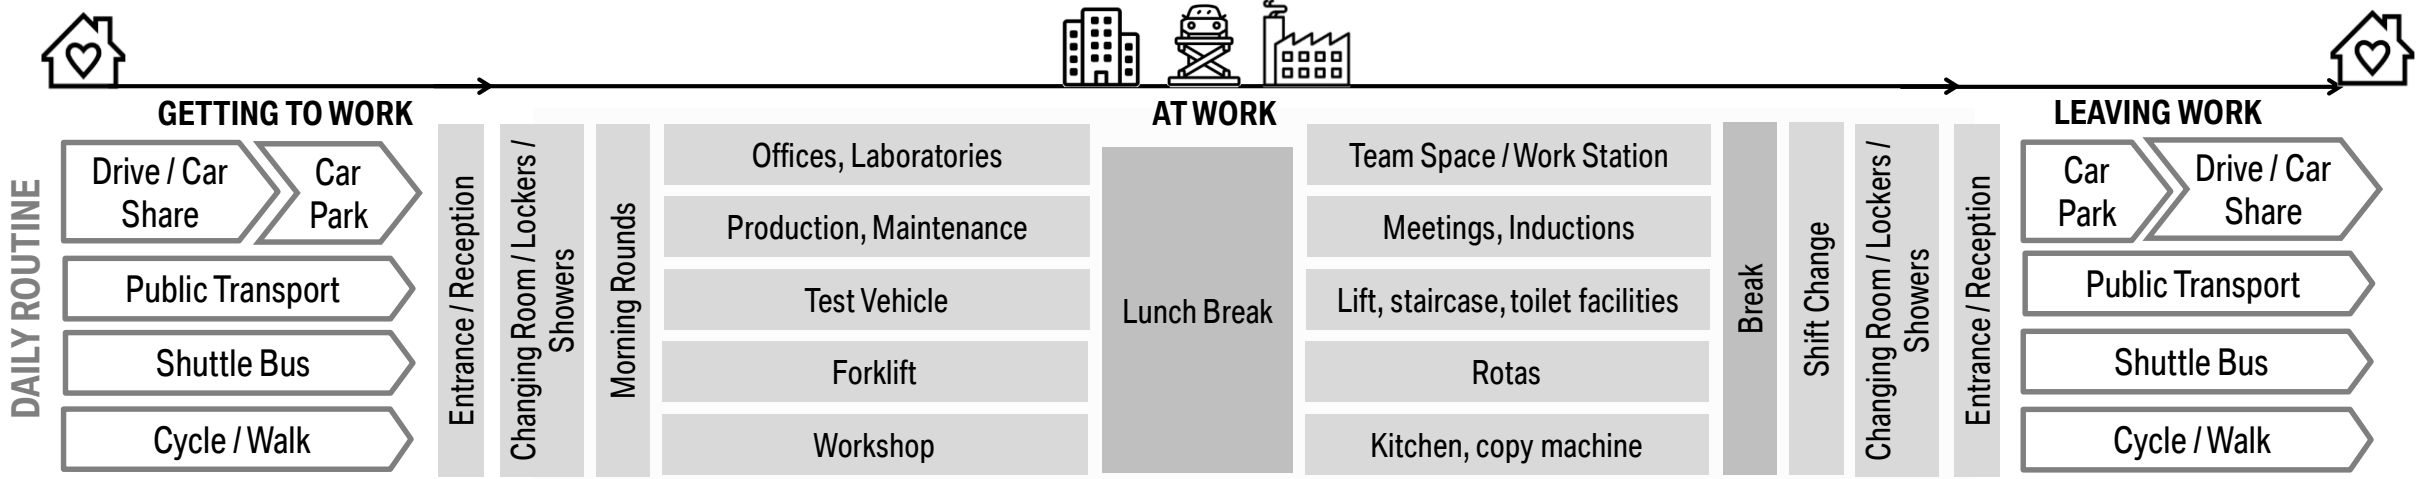 GETTING TO WORK
AT WORK
LEAVING WORK
DAILY ROUTINE
Drive / Car
Share
Car
Park
Public Transport
Shuttle Bus
Cycle / Walk
Entrance / Reception
Changing Room / Lockers /
Showers
Morning Rounds
Offices, Laboratories
Production, Maintenance
Test Vehicle
Forklift
Workshop
Lunch Break
Team Space / Work Station
Meetings, Inductions
Lift, staircase, toilet facilities
Rotas
Kitchen, copy machine
Break
Shift Change
Changing Room / Lockers /
Showers
Entrance / Reception
Car
Park
Drive / Car
Share
Public Transport
Shuttle Bus
Cycle / Walk